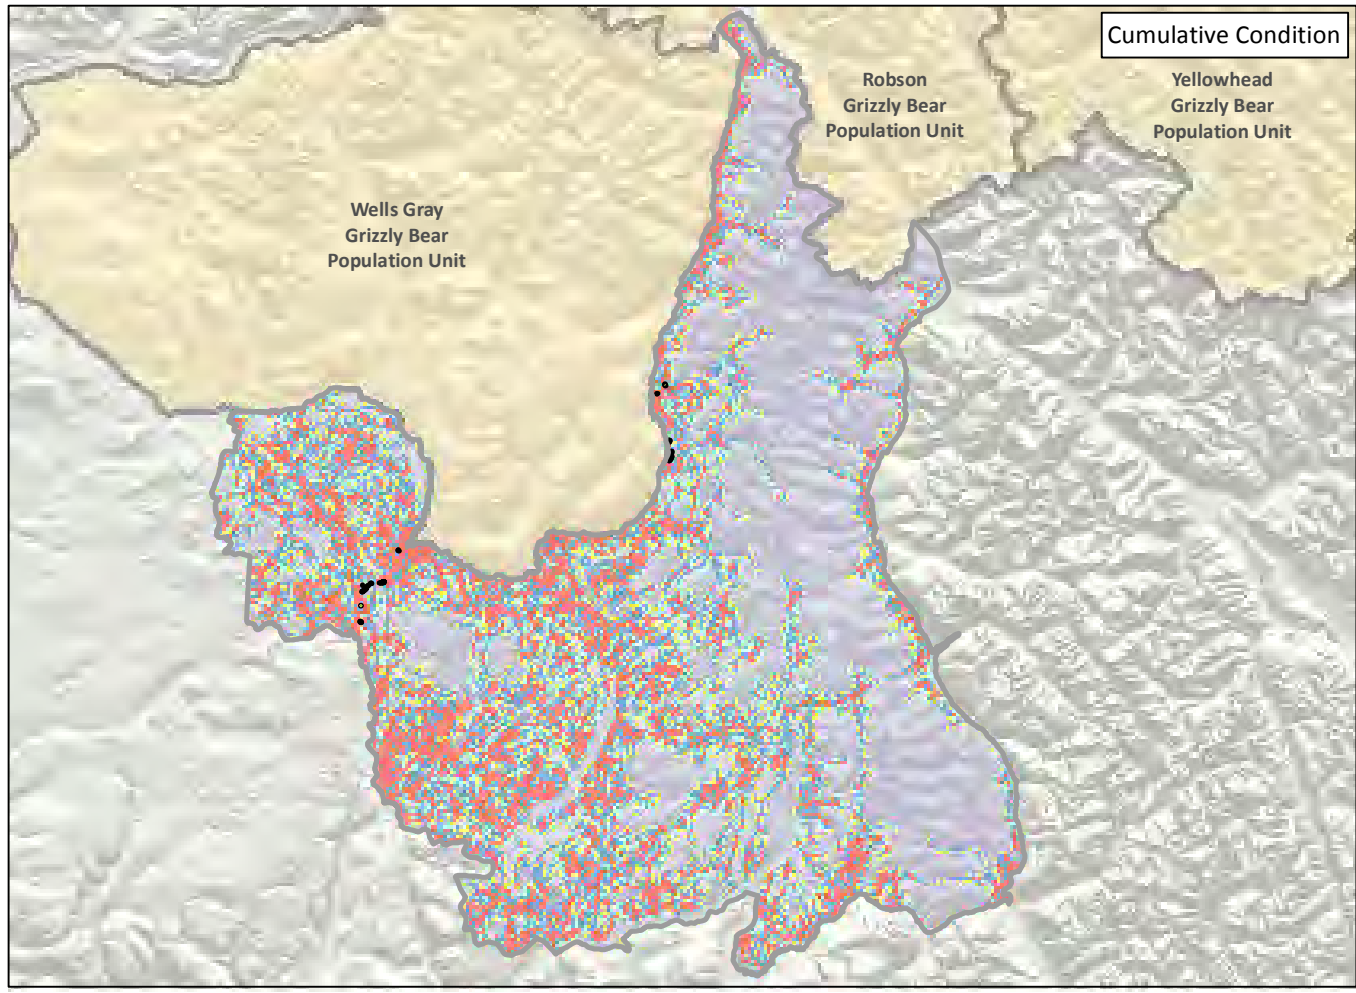 Cumulative Condition
Robson
Grizzly Bear
Population Unit
Yellowhead
Grizzly Bear
Population Unit
Wells Gray
Grizzly Bear
Population Unit